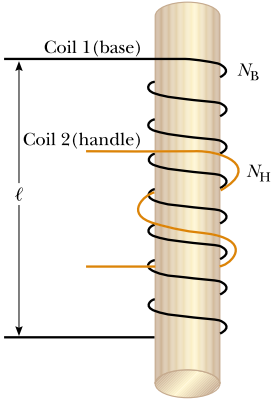 Coil 1(base)
N_B
Coil 2(handle)
N_H
ℓ